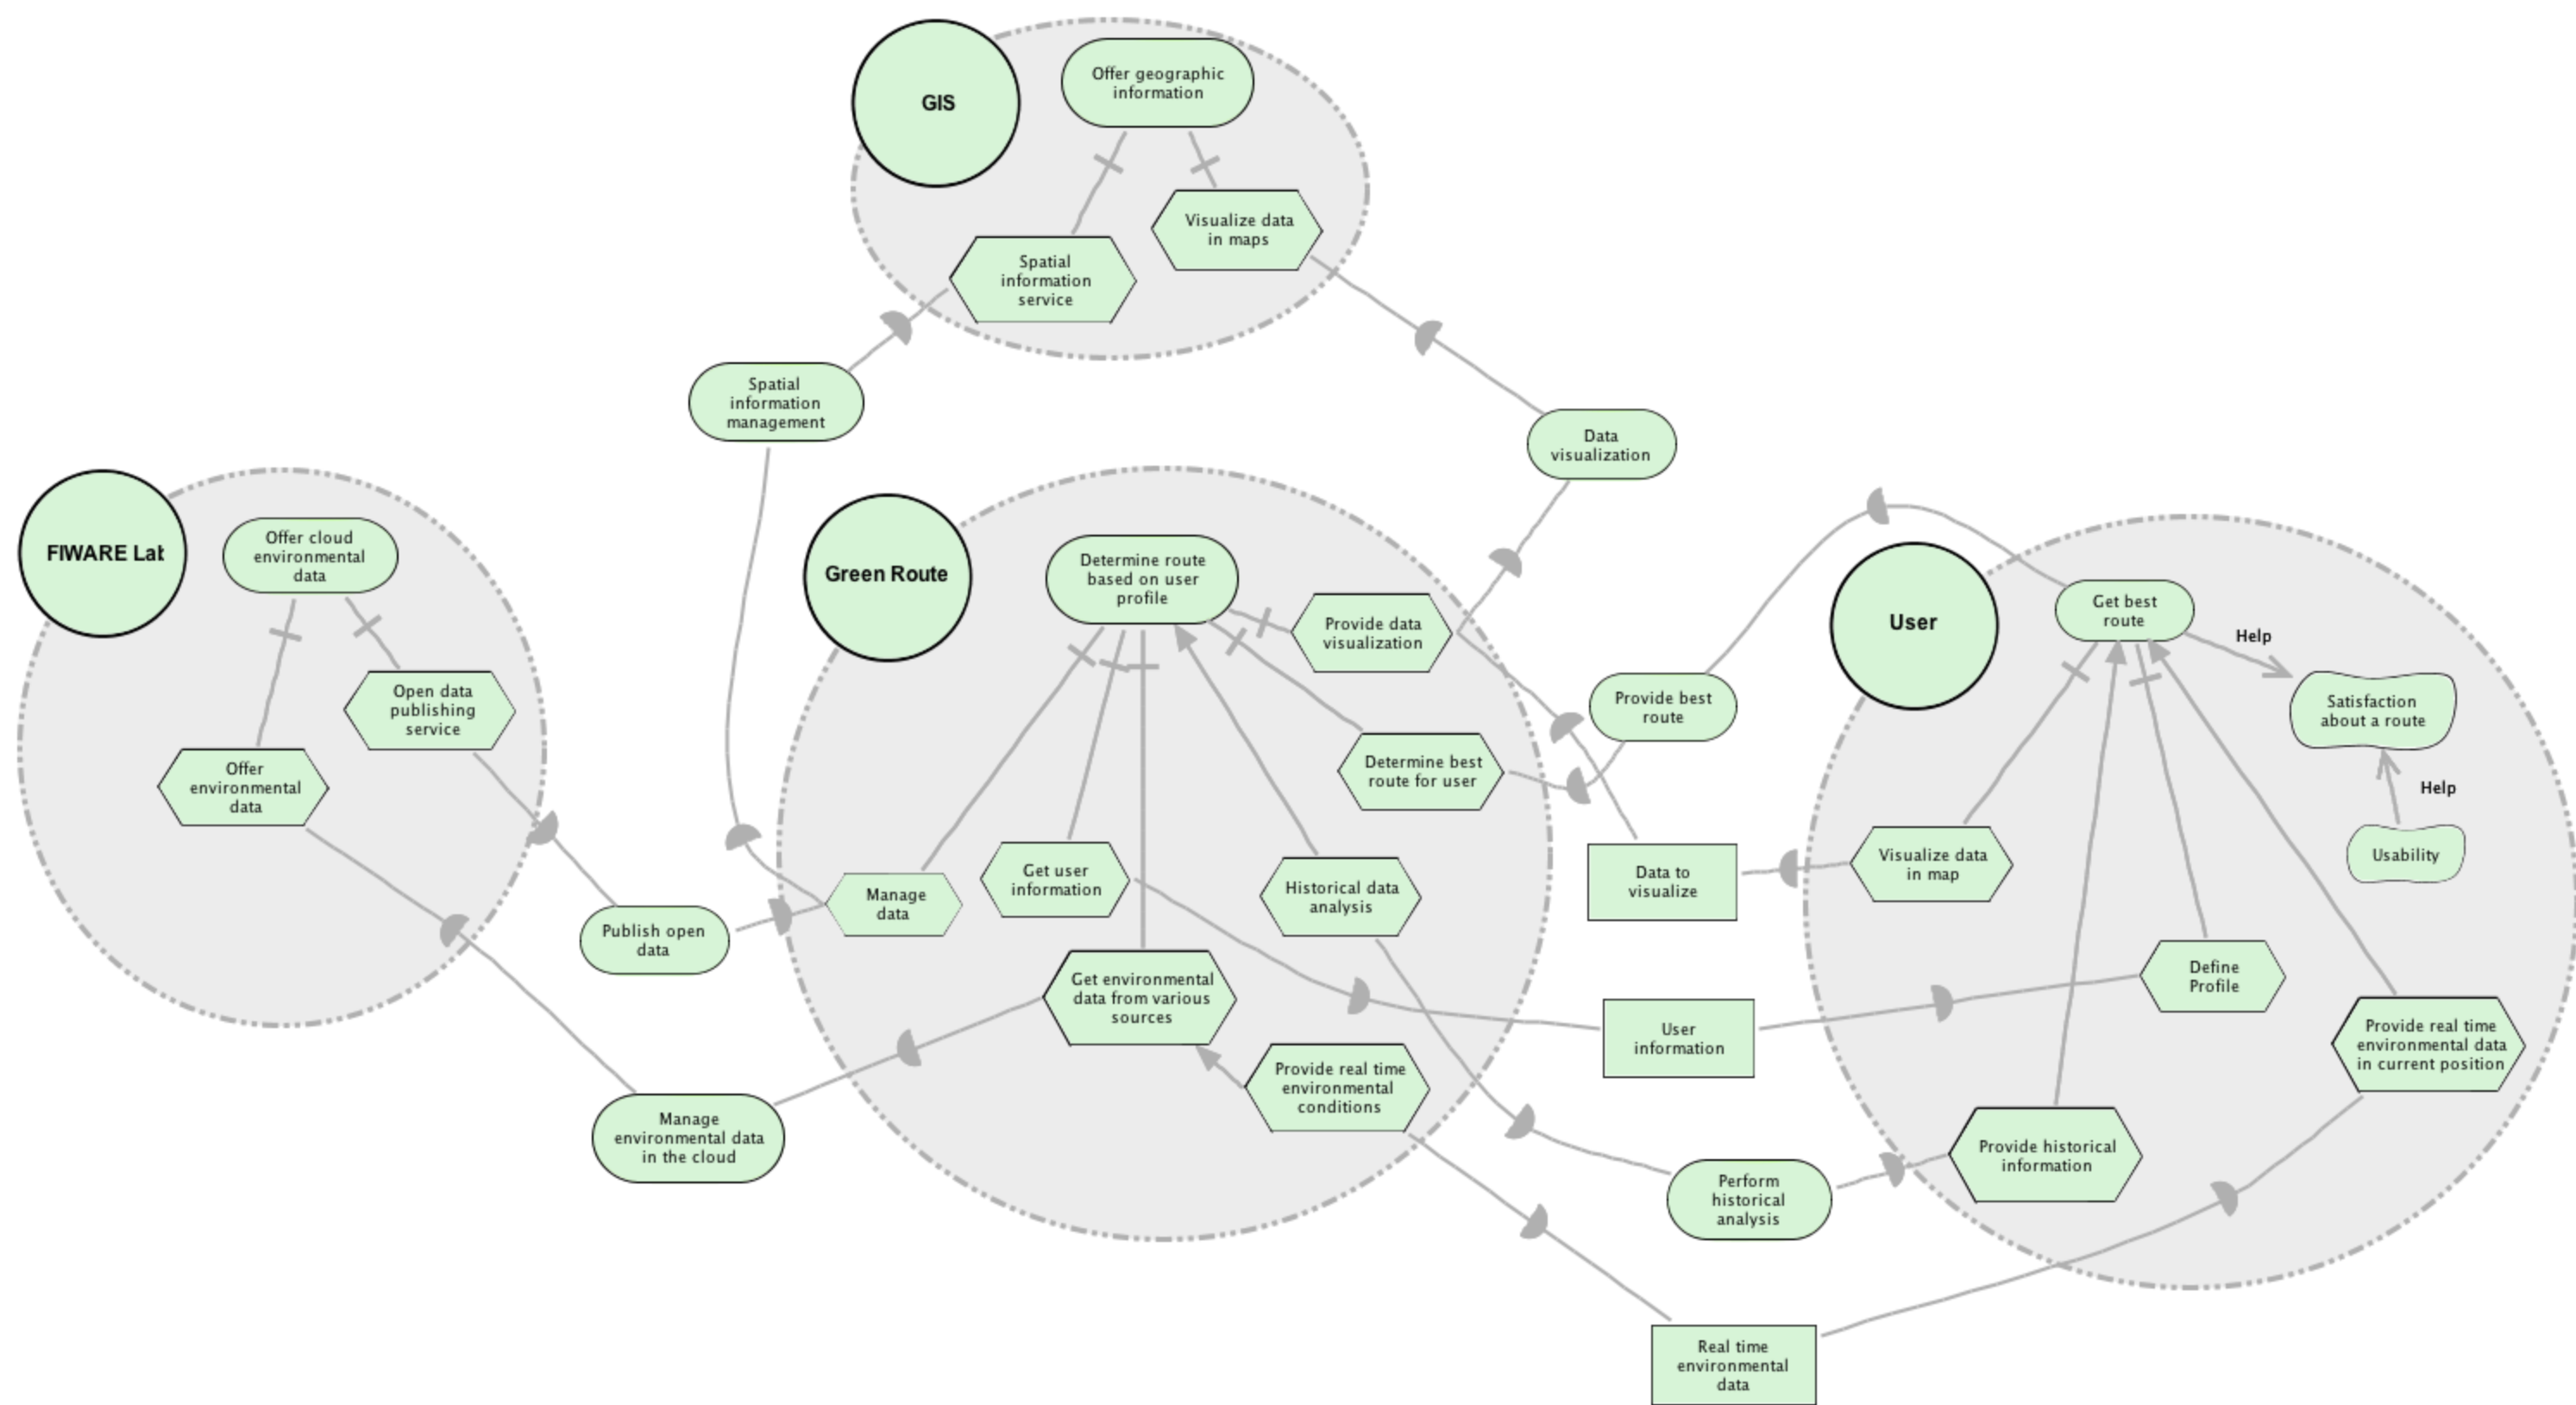 GIS
Offer geographic
information
Visualize data
in maps
Spatial
information
service
Spatial
information
management
Data
visualization
FIWARE Lab
Offer cloud
environmental
data
Open data
publishing
service
Offer
environmental
data
Publish open
data
Manage
environmental data
in the cloud
Green Route
Determine route
based on user
profile
Provide data
visualization
Determine best
route for user
Manage
data
Get user
information
Historical data
analysis
Get environmental
data from various
sources
Provide real time
environmental
conditions
Provide best
route
Data to
visualize
User
information
Perform
historical
analysis
Real time
environmental
data
User
Get best
route
Help
Satisfaction
about a route
Help
Usability
Visualize data
in map
Define
Profile
Provide real time
environmental data
in current position
Provide historical
information